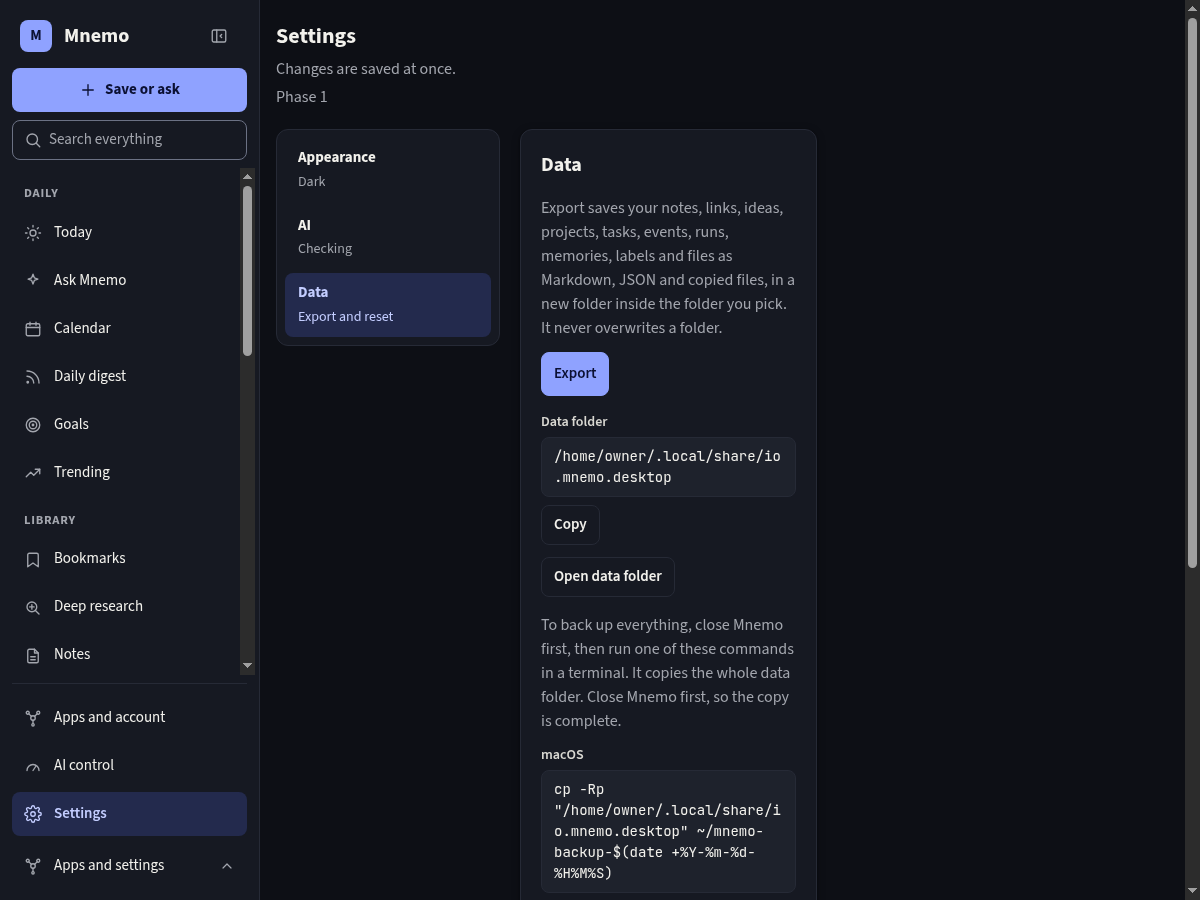 M
Mnemo
Save or ask
Search everything
DAILY
Today
Ask Mnemo
Calendar
Daily digest
Goals
Trending
LIBRARY
Bookmarks
Deep research
Notes
Apps and account
AI control
Settings
Apps and settings
Settings
Changes are saved at once.
Phase 1
Appearance
Dark
AI
Checking
Data
Export and reset
Data
Export saves your notes, links, ideas,
projects, tasks, events, runs,
memories, labels and files as
Markdown, JSON and copied files, in a
new folder inside the folder you pick.
It never overwrites a folder.
Export
Data folder
/home/owner/.local/share/io
.mnemo.desktop
Copy
Open data folder
To back up everything, close Mnemo
first, then run one of these commands
in a terminal. It copies the whole data
folder. Close Mnemo first, so the copy
is complete.
macOS
cp -Rp
"/home/owner/.local/share/i
o.mnemo.desktop" ~/mnemo-
backup-$(date +%Y-%m-%d-
%H%M%S)